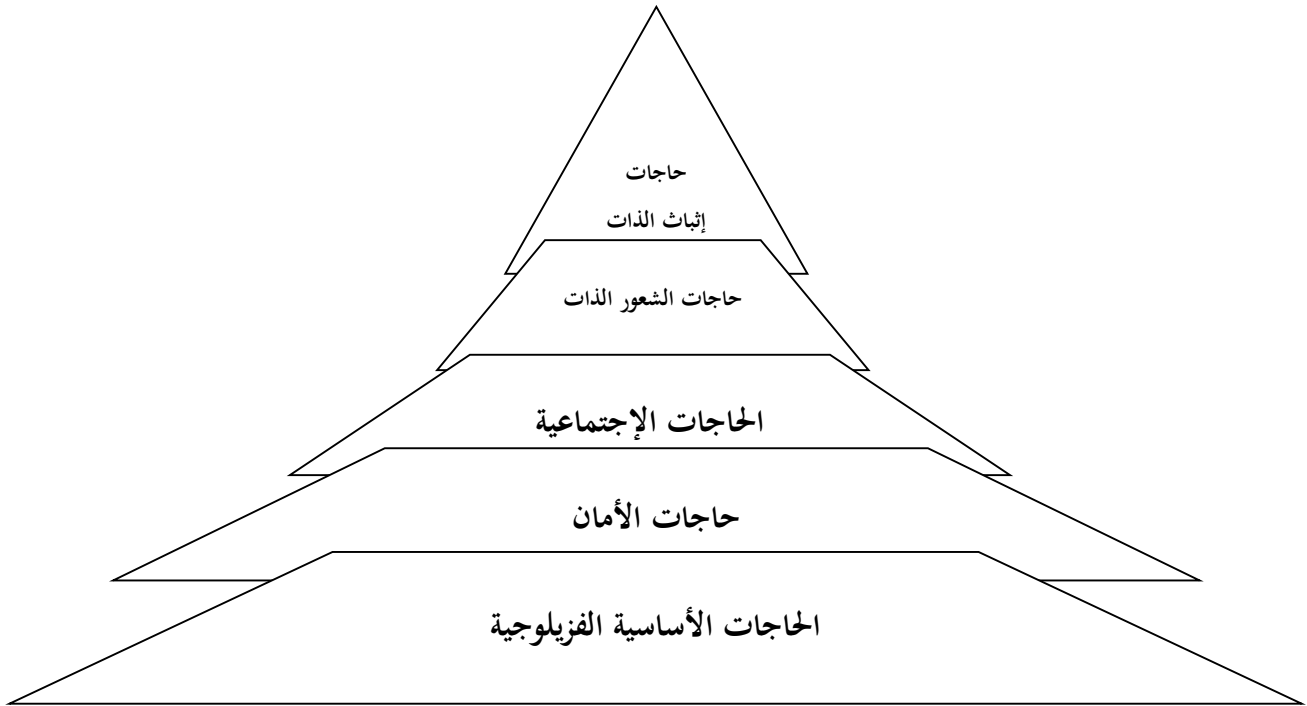 حاجات
إثباث الذات
حاجات الشعور الذات
الحاجات الإجتماعية
حاجات الأمان
الحاجات الأساسية الفزيلوجية